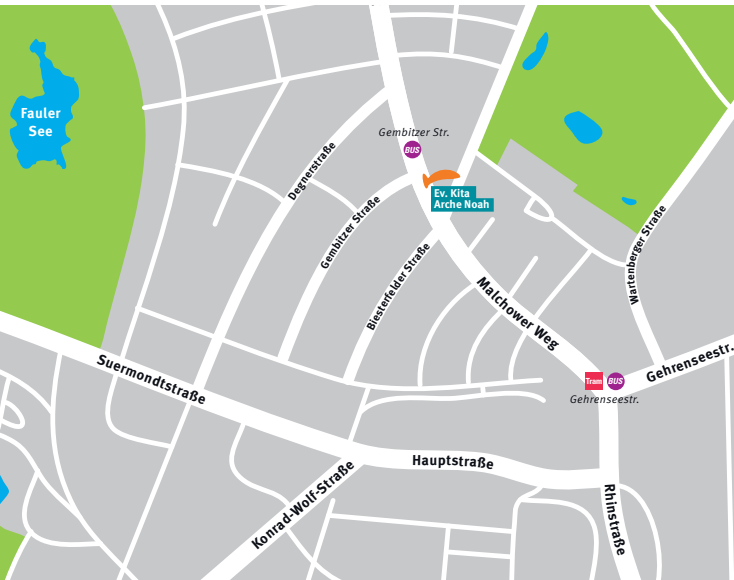 Fauler
See
Gembitzer Str.
BUS
Degnerstraße
Ev. Kita
Arche Noah
Gembitzer Straße
Biesterfelder Straße
Wartenberger Straße
Malchower Weg
Gehrenseestr.
Tram
BUS
Gehrenseestr.
Suermondtstraße
Hauptstraße
Konrad-Wolf-Straße
Rhinstraße